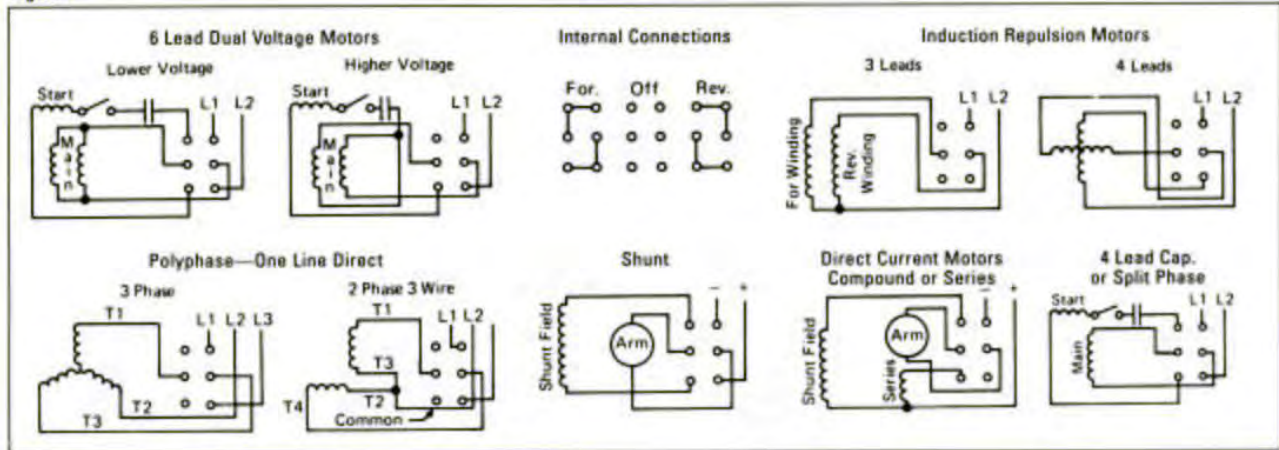 6 Lead Dual Voltage Motors
Lower Voltage
Start
L1 L2
Main
Higher Voltage
Start
L1 L2
Main
Internal Connections
For. Off Rev.
Induction Repulsion Motors
3 Leads
L1 L2
For Winding
Rev. Winding
4 Leads
L1 L2
Polyphase—One Line Direct
3 Phase
T1
L1 L2 L3
T2
T3
2 Phase 3 Wire
T1
L1 L2
T3
T4
T2
Common
Shunt
− +
Shunt Field
Arm
Direct Current Motors
Compound or Series
− +
Shunt Field
Arm
Series
4 Lead Cap.
or Split Phase
Start
L1 L2
Main